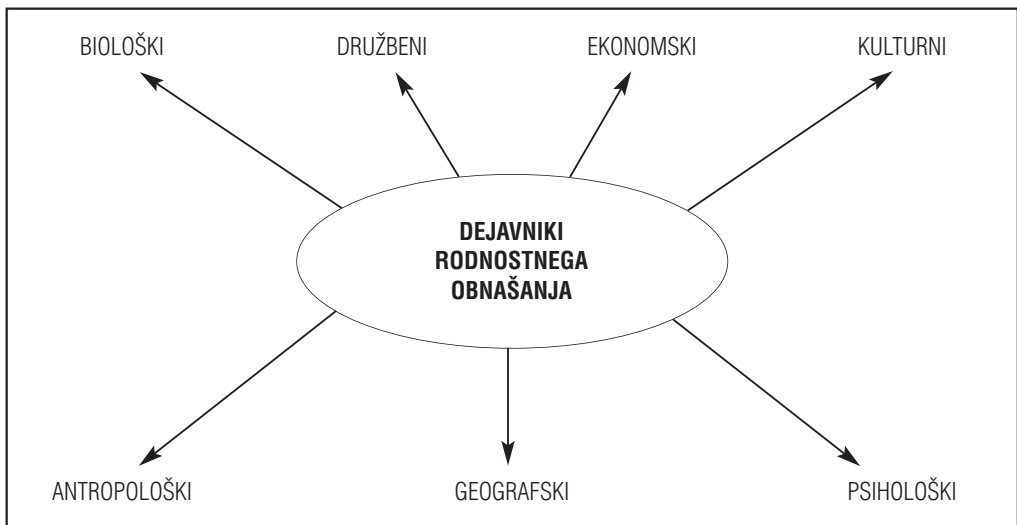 BIOLOŠKI DRUŽBENI EKONOMSKI KULTURNI
DEJAVNIKI
RODNOSTNEGA
OBNAŠANJA
ANTROPOLOŠKI GEOGRAFSKI PSIHOLOŠKI